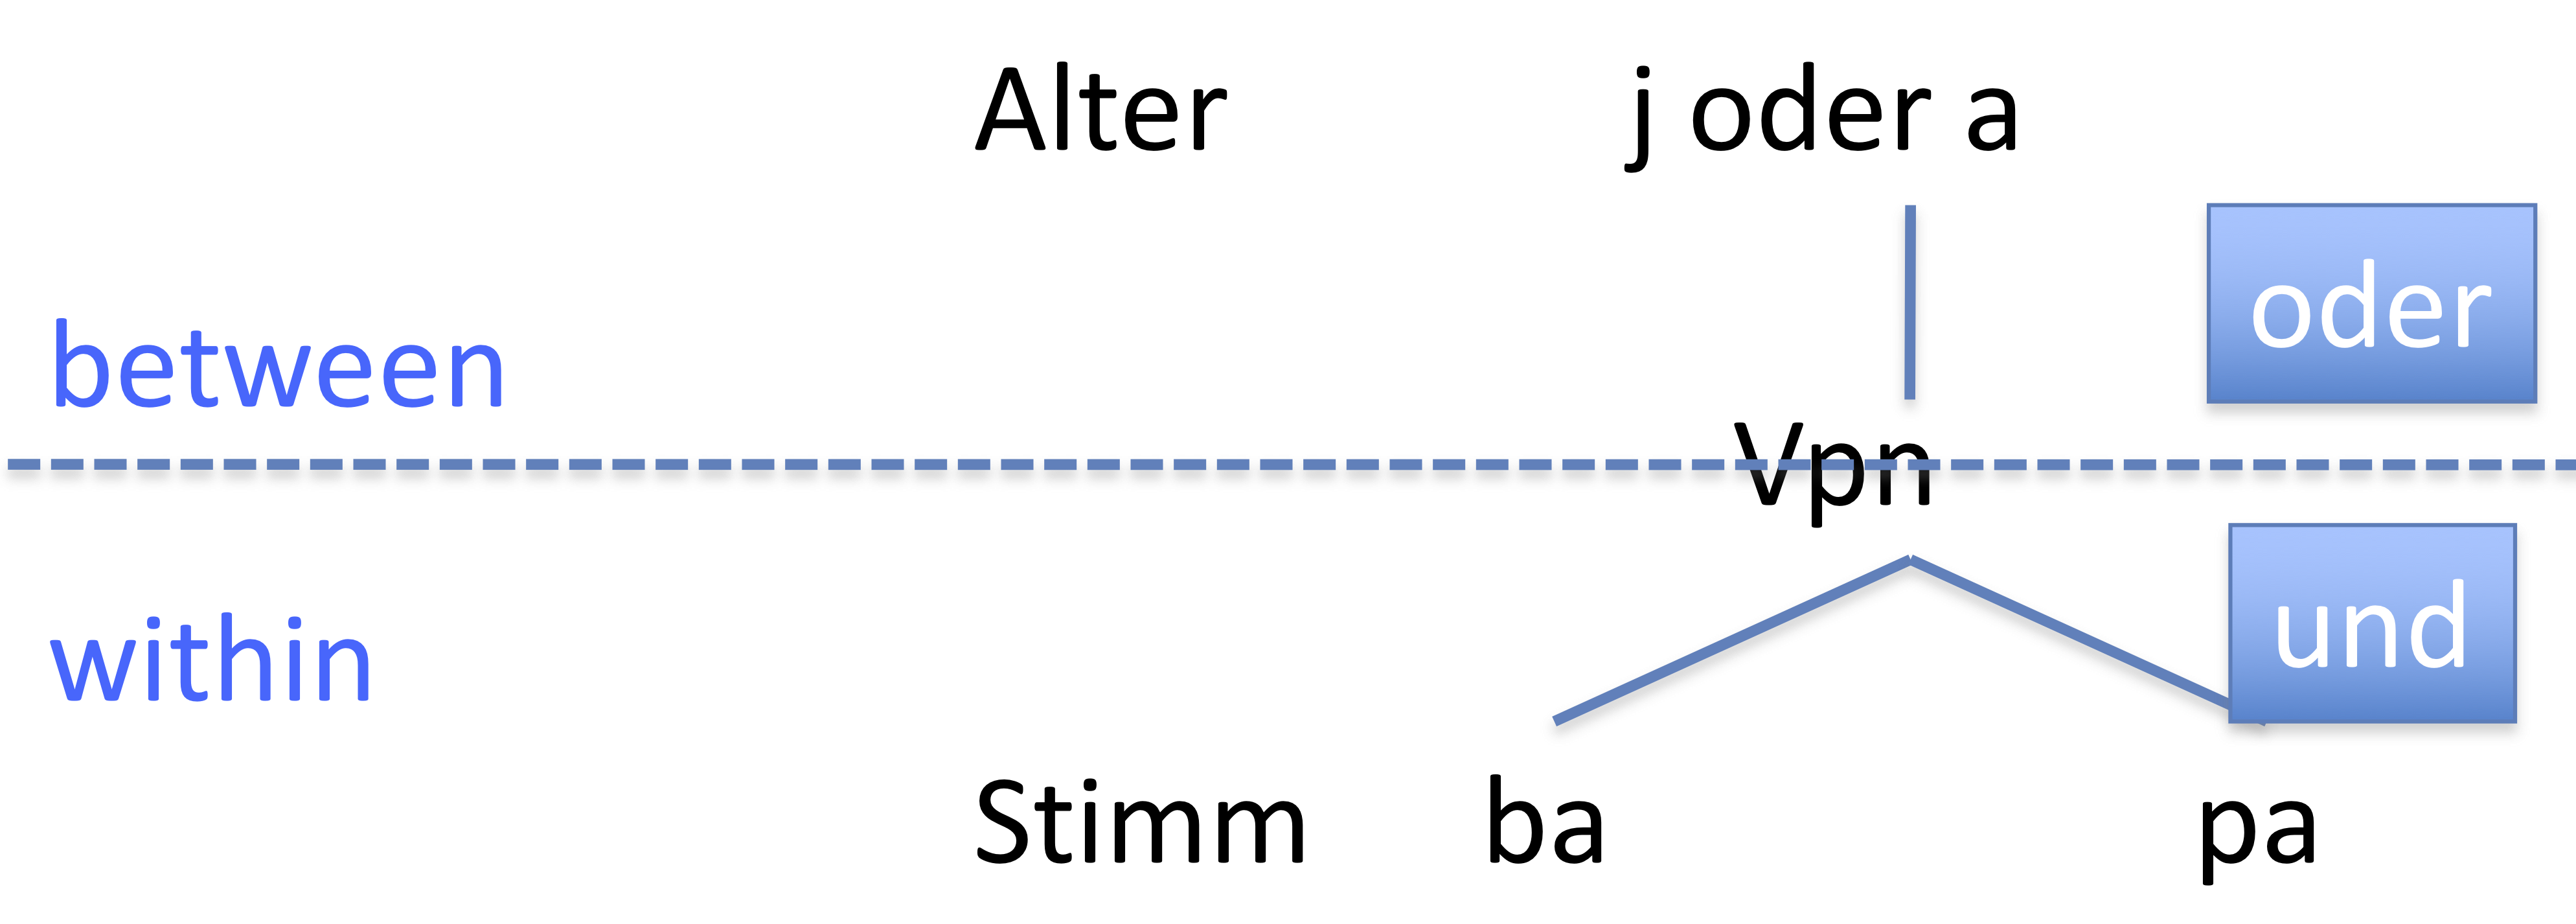 Alter j oder a
oder
between
Vpn
und
within
Stimm ba pa